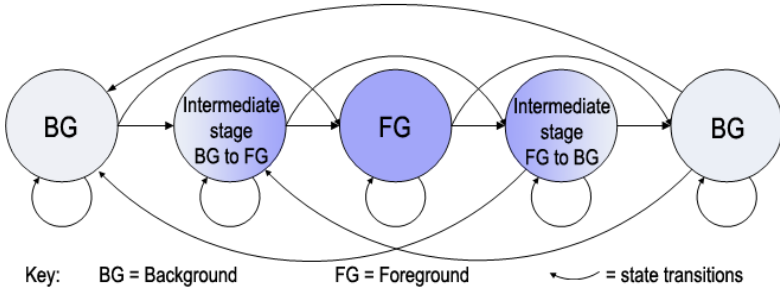 BG
Intermediate
stage
BG to FG
FG
Intermediate
stage
FG to BG
BG
Key: BG = Background FG = Foreground = state transitions